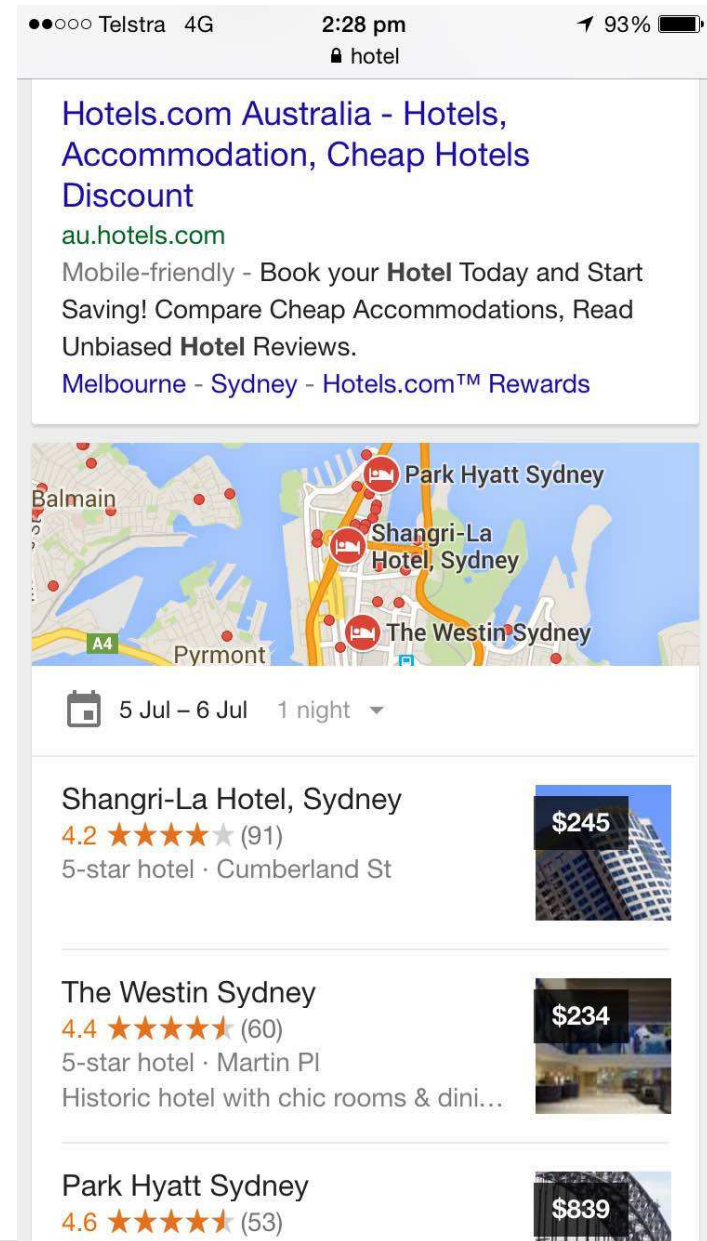 ●●○○○ Telstra 4G 2:28 pm 93%
hotel
Hotels.com Australia - Hotels,
Accommodation, Cheap Hotels
Discount
au.hotels.com
Mobile-friendly - Book your Hotel Today and Start
Saving! Compare Cheap Accommodations, Read
Unbiased Hotel Reviews.
Melbourne - Sydney - Hotels.com™ Rewards
Park Hyatt Sydney
Balmain
Shangri-La
Hotel, Sydney
The Westin Sydney
A4
Pyrmont
5 Jul – 6 Jul 1 night
Shangri-La Hotel, Sydney
4.2 ★★★★★ (91)
5-star hotel · Cumberland St
$245
The Westin Sydney
4.4 ★★★★★ (60)
5-star hotel · Martin Pl
Historic hotel with chic rooms & dini...
$234
Park Hyatt Sydney
4.6 ★★★★★ (53)
$839